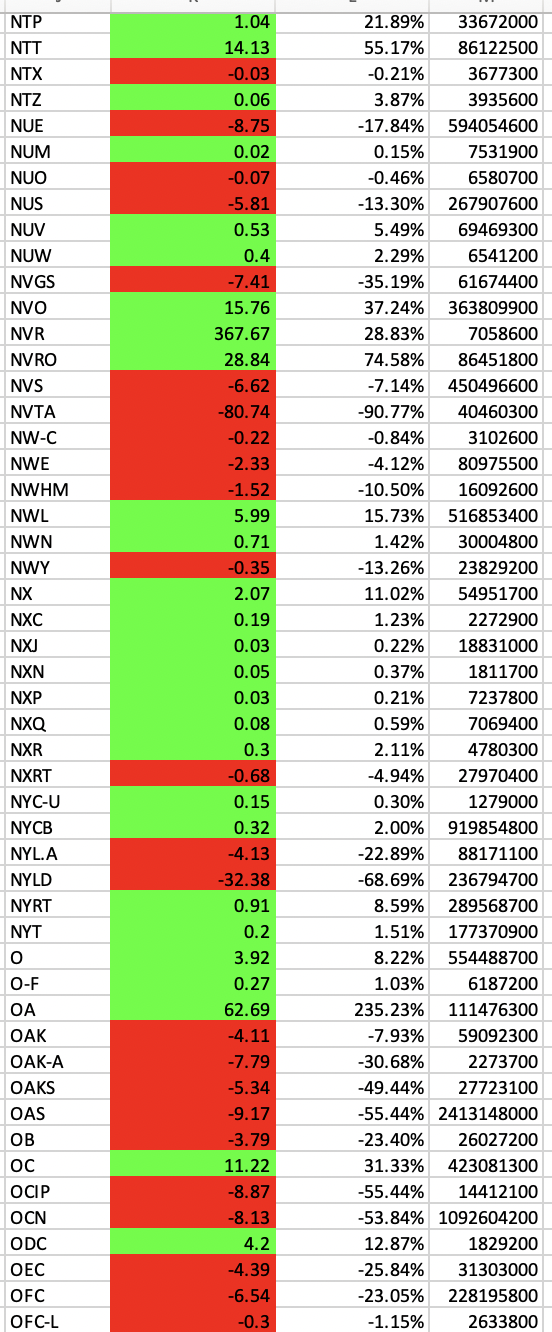 NTP 1.04 21.89% 33672000
NTT 14.13 55.17% 86122500
NTX -0.03 -0.21% 3677300
NTZ 0.06 3.87% 3935600
NUE -8.75 -17.84% 594054600
NUM 0.02 0.15% 7531900
NUO -0.07 -0.46% 6580700
NUS -5.81 -13.30% 267907600
NUV 0.53 5.49% 69469300
NUW 0.4 2.29% 6541200
NVGS -7.41 -35.19% 61674400
NVO 15.76 37.24% 363809900
NVR 367.67 28.83% 7058600
NVRO 28.84 74.58% 86451800
NVS -6.62 -7.14% 450496600
NVTA -80.74 -90.77% 40460300
NW-C -0.22 -0.84% 3102600
NWE -2.33 -4.12% 80975500
NWHM -1.52 -10.50% 16092600
NWL 5.99 15.73% 516853400
NWN 0.71 1.42% 30004800
NWY -0.35 -13.26% 23829200
NX 2.07 11.02% 54951700
NXC 0.19 1.23% 2272900
NXJ 0.03 0.22% 18831000
NXN 0.05 0.37% 1811700
NXP 0.03 0.21% 7237800
NXQ 0.08 0.59% 7069400
NXR 0.3 2.11% 4780300
NXRT -0.68 -4.94% 27970400
NYC-U 0.15 0.30% 1279000
NYCB 0.32 2.00% 919854800
NYL.A -4.13 -22.89% 88171100
NYLD -32.38 -68.69% 236794700
NYRT 0.91 8.59% 289568700
NYT 0.2 1.51% 177370900
O 3.92 8.22% 554488700
O-F 0.27 1.03% 6187200
OA 62.69 235.23% 111476300
OAK -4.11 -7.93% 59092300
OAK-A -7.79 -30.68% 2273700
OAKS -5.34 -49.44% 27723100
OAS -9.17 -55.44% 2413148000
OB -3.79 -23.40% 26027200
OC 11.22 31.33% 423081300
OCIP -8.87 -55.44% 14412100
OCN -8.13 -53.84% 1092604200
ODC 4.2 12.87% 1829200
OEC -4.39 -25.84% 31303000
OFC -6.54 -23.05% 228195800
OFC-L -0.3 -1.15% 2633800